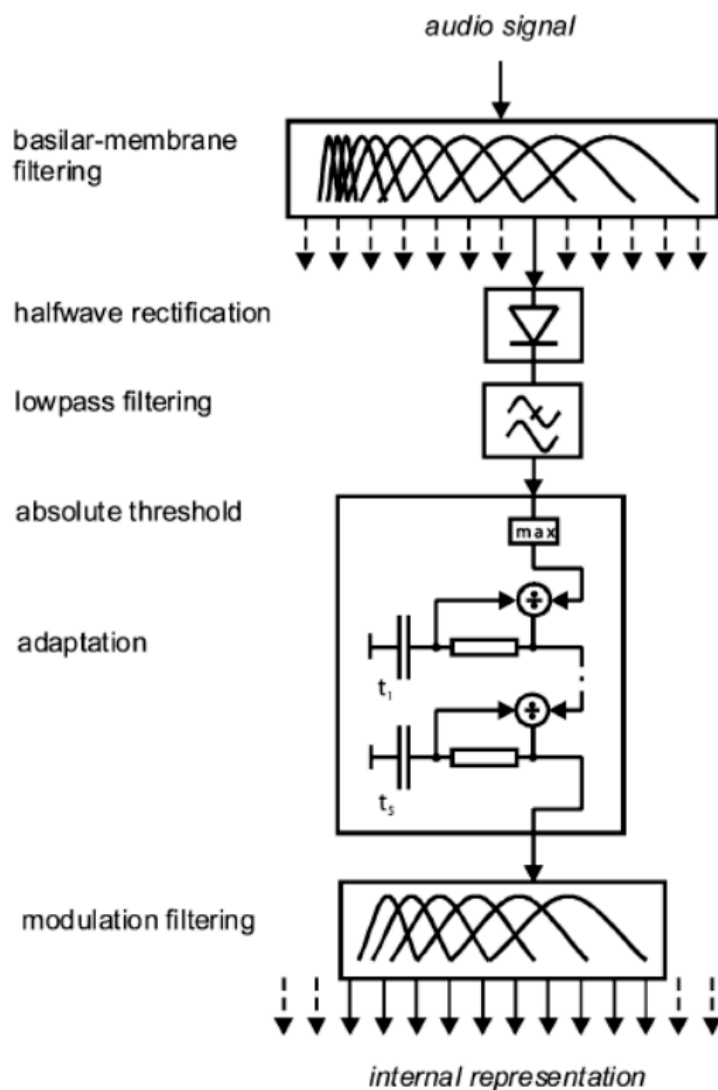 audio signal
basilar-membrane
filtering
halfwave rectification
lowpass filtering
absolute threshold
max
÷
adaptation
t₁
÷
t₅
modulation filtering
internal representation